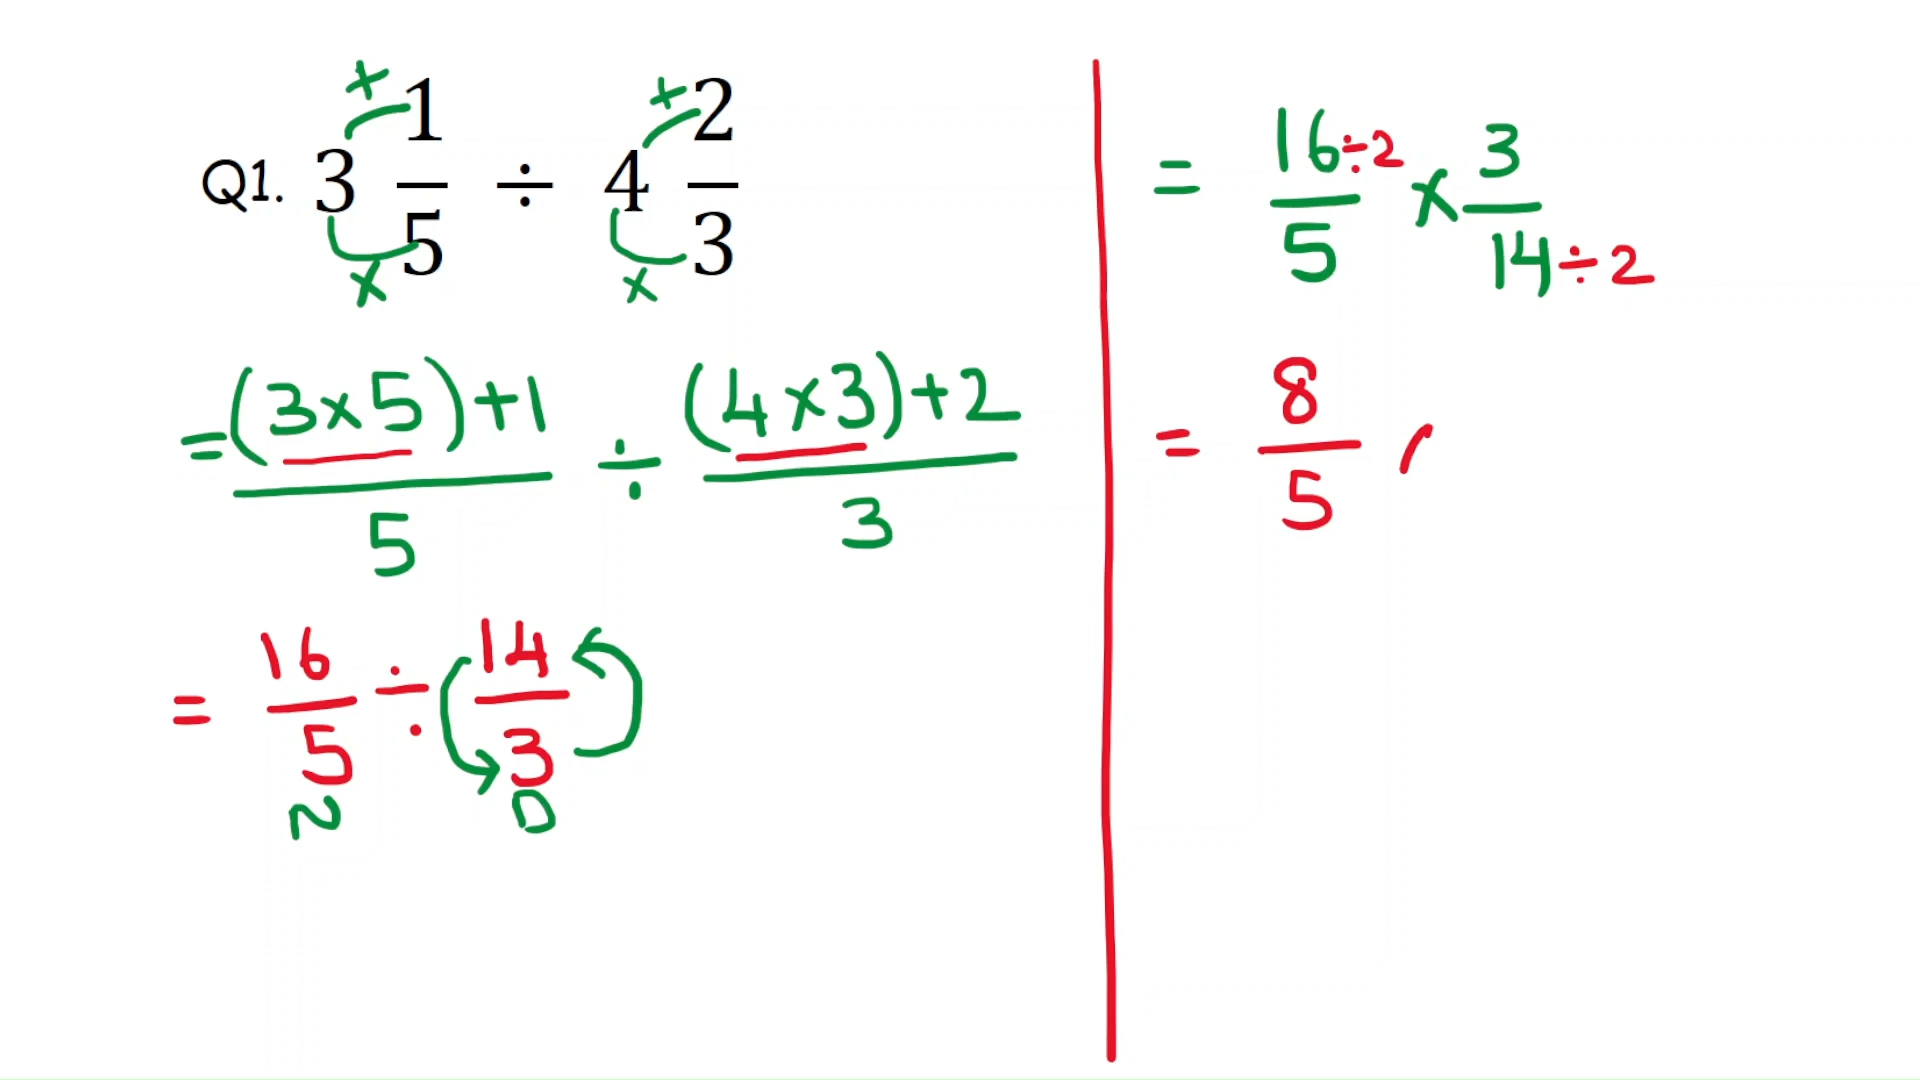 Q1. 3 1/5 ÷ 4 2/3
+ +
x x
= (3x5)+1/5 ÷ (4x3)+2/3
= 16/5 ÷ 14/3
N D
= 16÷2/5 x 3/14÷2
= 8/5